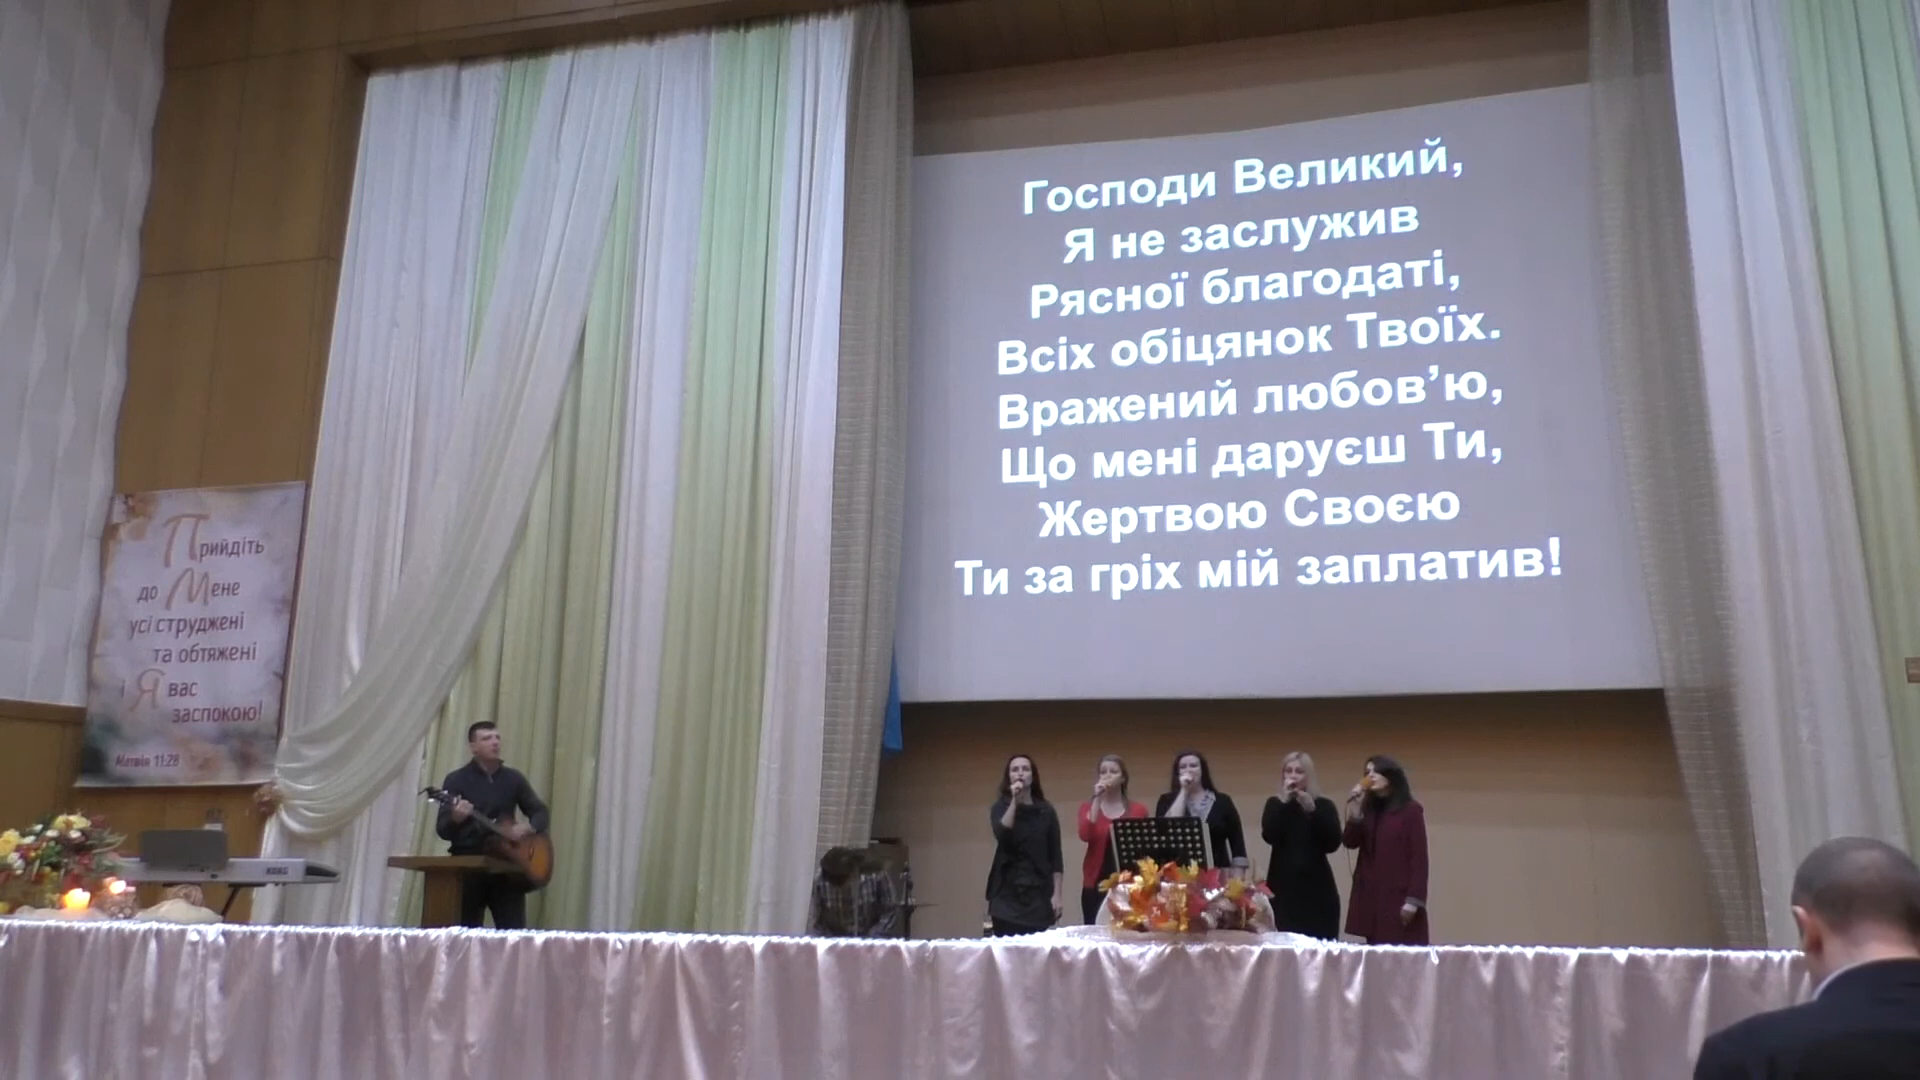 Господи Великий,
Я не заслужив
Рясної благодаті,
Всіх обіцянок Твоїх.
Вражений любов’ю,
Що мені даруєш Ти,
Жертвою Своєю
Ти за гріх мій заплатив!
Прийдіть
до Мене
усі струджені
та обтяжені
і Я вас
заспокою!
Матвія 11:28
KORG